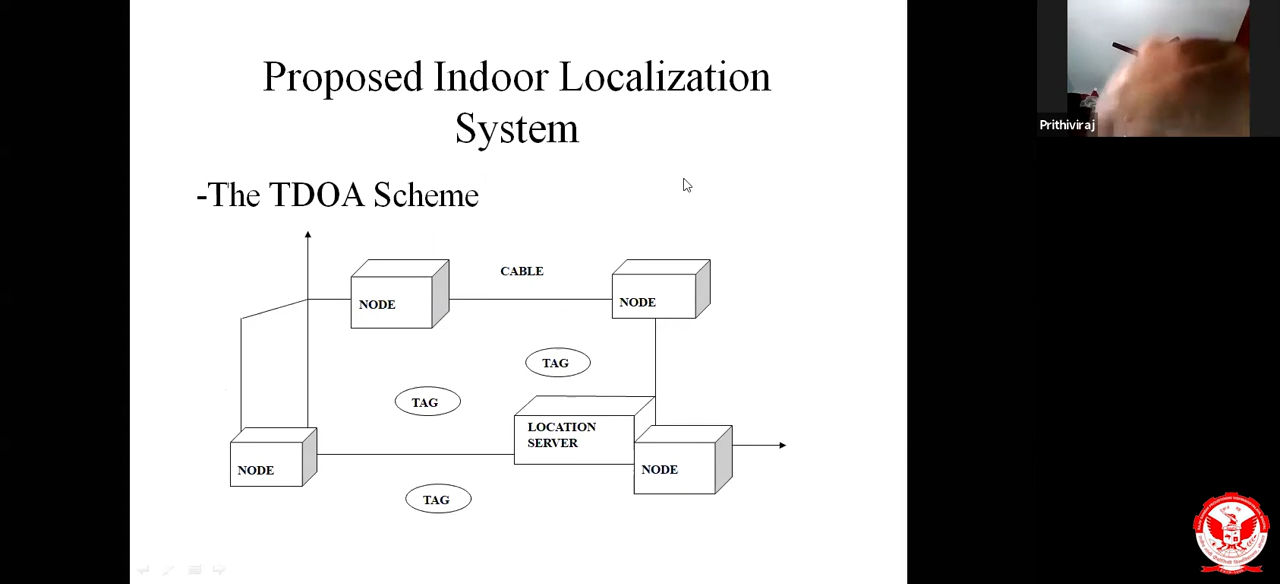 Proposed Indoor Localization
System
-The TDOA Scheme
CABLE
NODE
NODE
TAG
TAG
LOCATION
SERVER
NODE
NODE
TAG
Prithiviraj